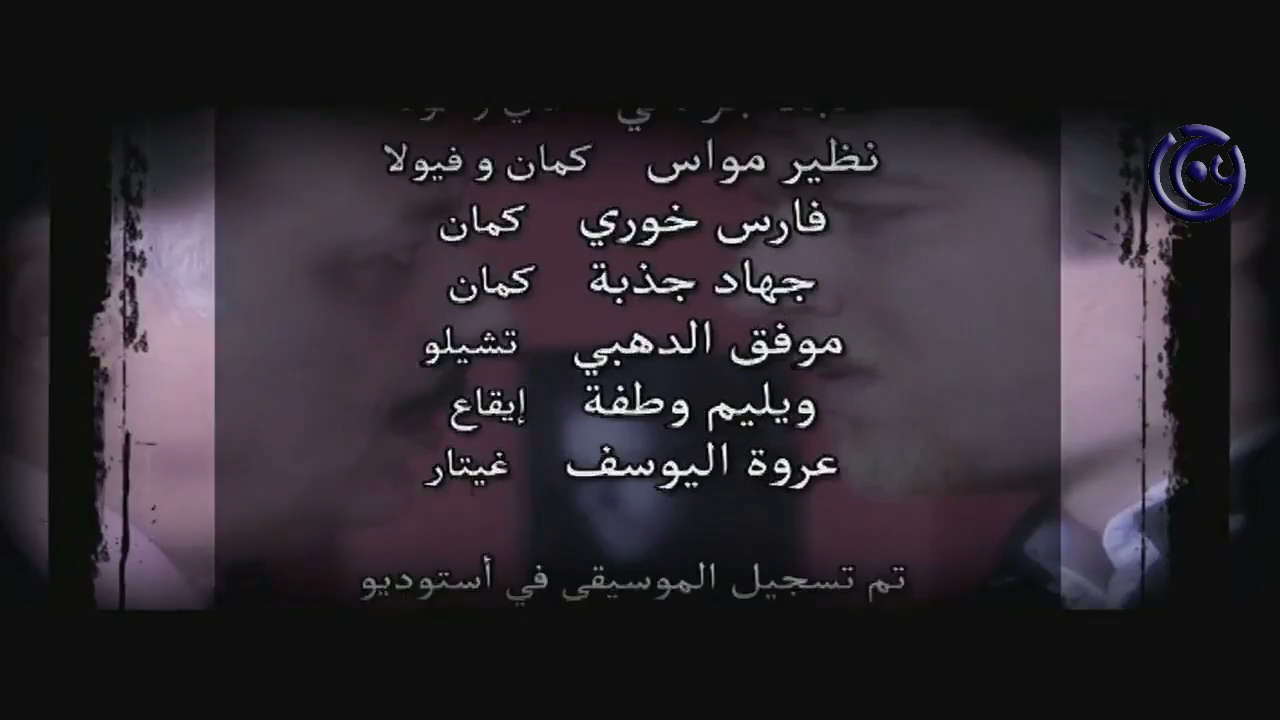 نظير مواس كمان و فيولا
فارس خوري كمان
جهاد جذبة كمان
موفق الدهبي تشيلو
ويليم وطفة إيقاع
عروة اليوسف غيتار
تم تسجيل الموسيقى في أستوديو